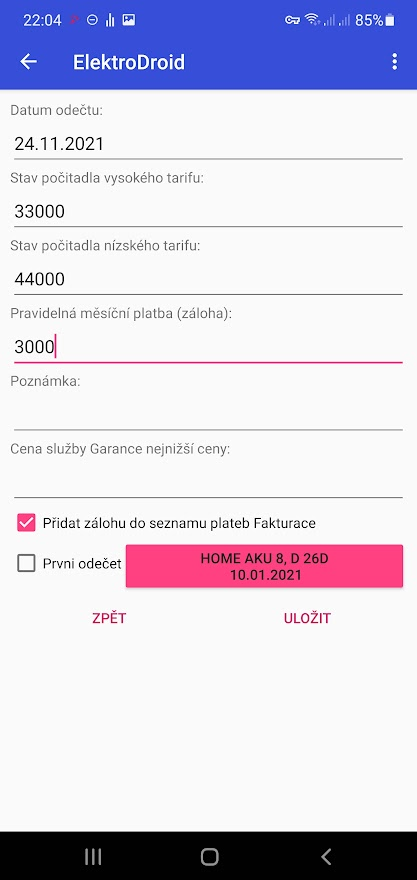 22:04 85%
ElektroDroid
Datum odečtu:
24.11.2021
Stav počitadla vysokého tarifu:
33000
Stav počitadla nízského tarifu:
44000
Pravidelná měsíční platba (záloha):
3000
Poznámka:
Cena služby Garance nejnižší ceny:
Přidat zálohu do seznamu plateb Fakturace
Prvni odečet
HOME AKU 8, D 26D
10.01.2021
ZPĚT
ULOŽIT